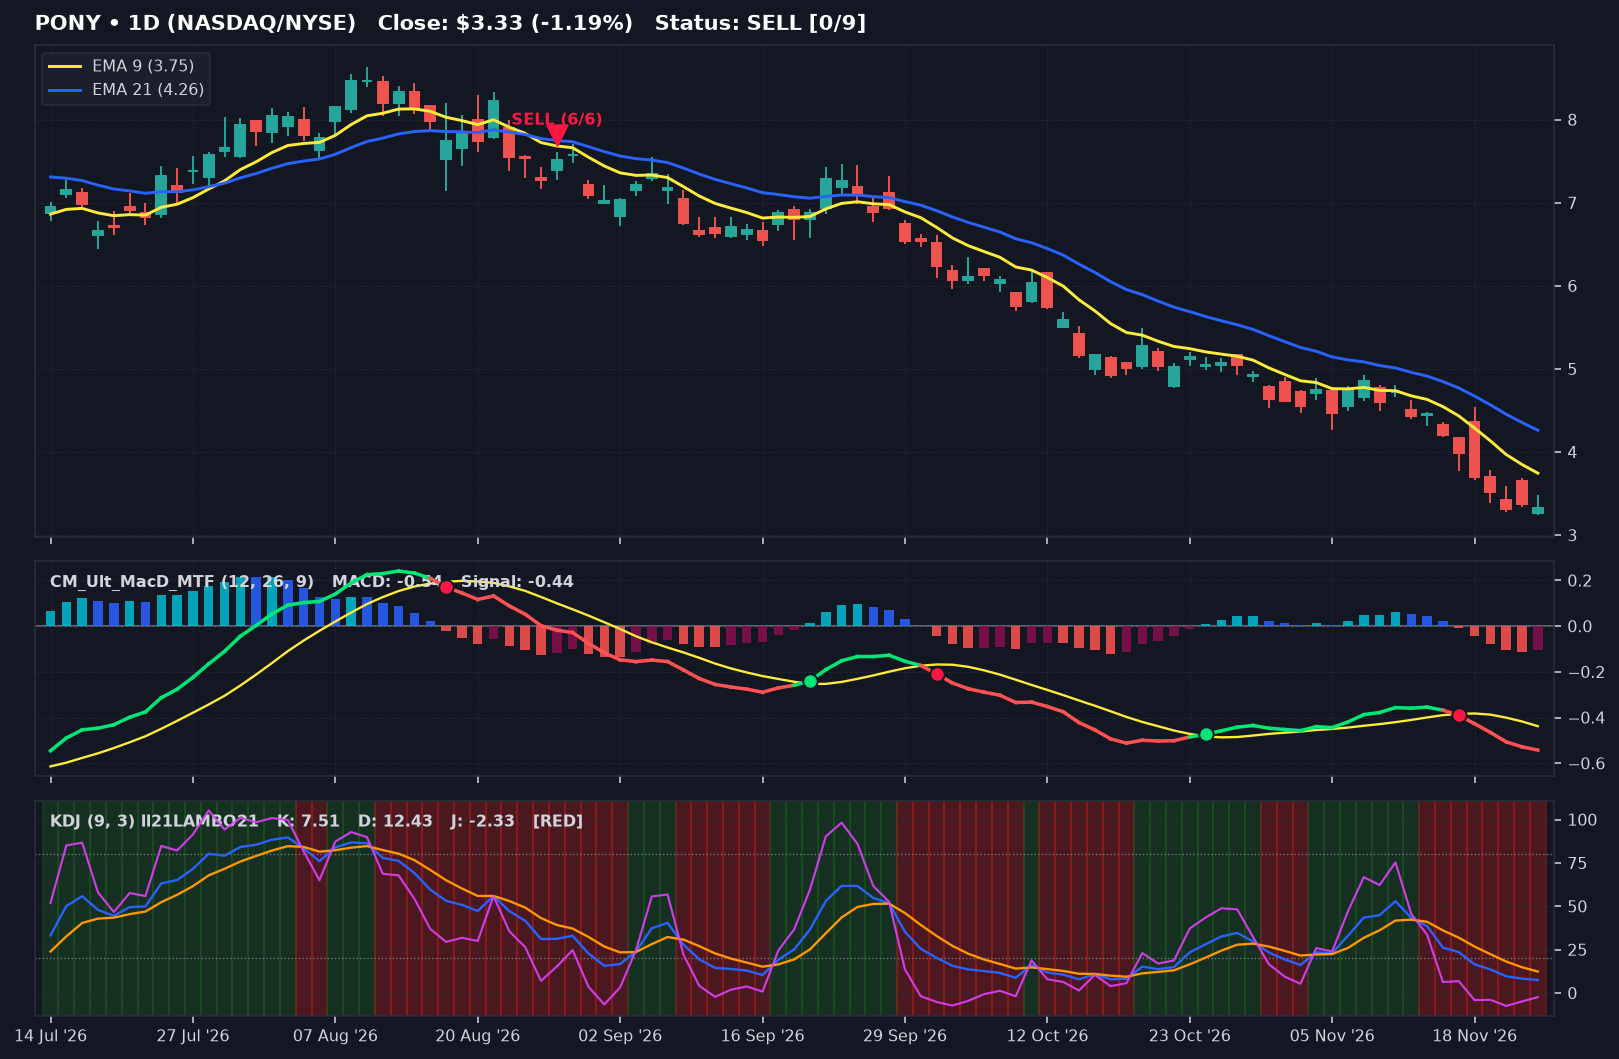 PONY • 1D (NASDAQ/NYSE)   Close: $3.33 (-1.19%)   Status: SELL [0/9]
EMA 9 (3.75)
EMA 21 (4.26)
SELL (6/6)
8
7
6
5
4
3
CM_Ult_MacD_MTF (12, 26, 9)   MACD: -0.54   Signal: -0.44
0.2
0.0
−0.2
−0.4
−0.6
KDJ (9, 3) II21LAMBO21   K: 7.51   D: 12.43   J: -2.33   [RED]
100
75
50
25
0
14 Jul '26   27 Jul '26   07 Aug '26   20 Aug '26   02 Sep '26   16 Sep '26   29 Sep '26   12 Oct '26   23 Oct '26   05 Nov '26   18 Nov '26